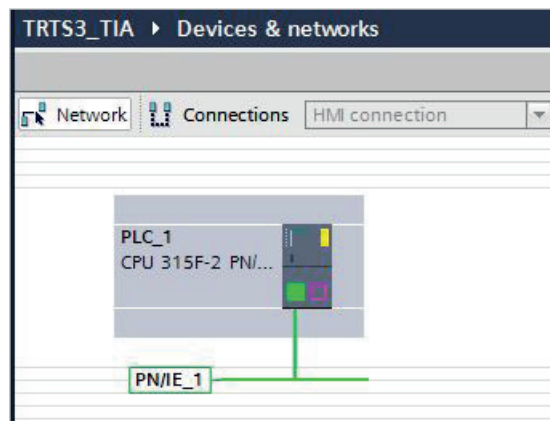 TRTS3_TIA ▸ Devices & networks
Network Connections HMI connection
PLC_1
CPU 315F-2 PN/...
PN/IE_1